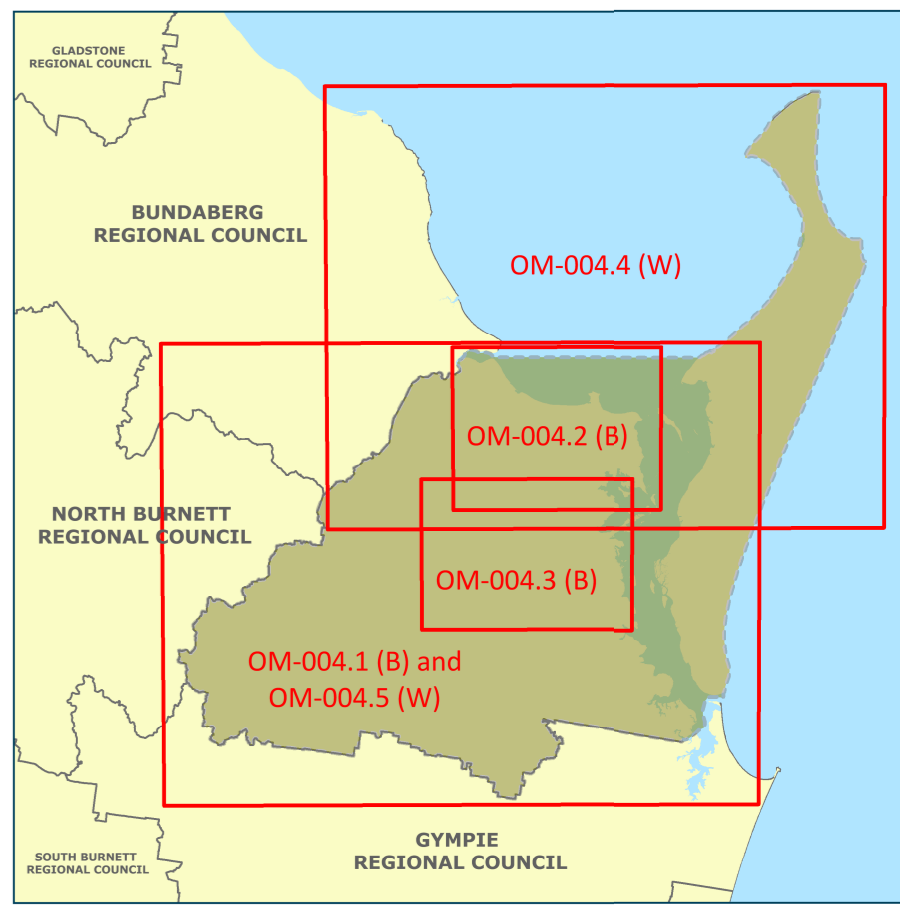 GLADSTONE
REGIONAL COUNCIL
BUNDABERG
REGIONAL COUNCIL
OM-004.4 (W)
OM-004.2 (B)
NORTH BURNETT
REGIONAL COUNCIL
OM-004.3 (B)
OM-004.1 (B) and
OM-004.5 (W)
GYMPIE
REGIONAL COUNCIL
SOUTH BURNETT
REGIONAL COUNCIL